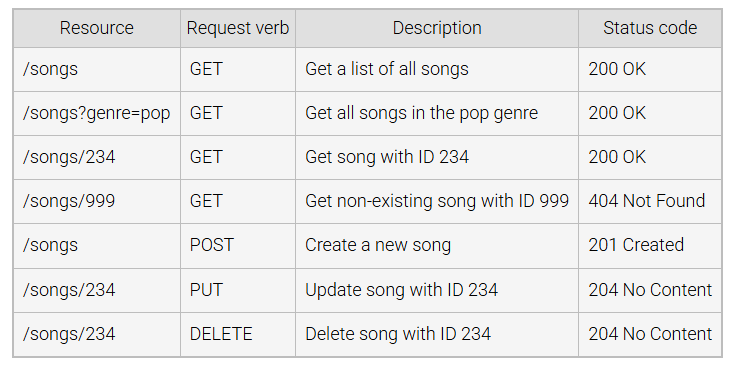 Resource Request verb Description Status code
/songs GET Get a list of all songs 200 OK
/songs?genre=pop GET Get all songs in the pop genre 200 OK
/songs/234 GET Get song with ID 234 200 OK
/songs/999 GET Get non-existing song with ID 999 404 Not Found
/songs POST Create a new song 201 Created
/songs/234 PUT Update song with ID 234 204 No Content
/songs/234 DELETE Delete song with ID 234 204 No Content